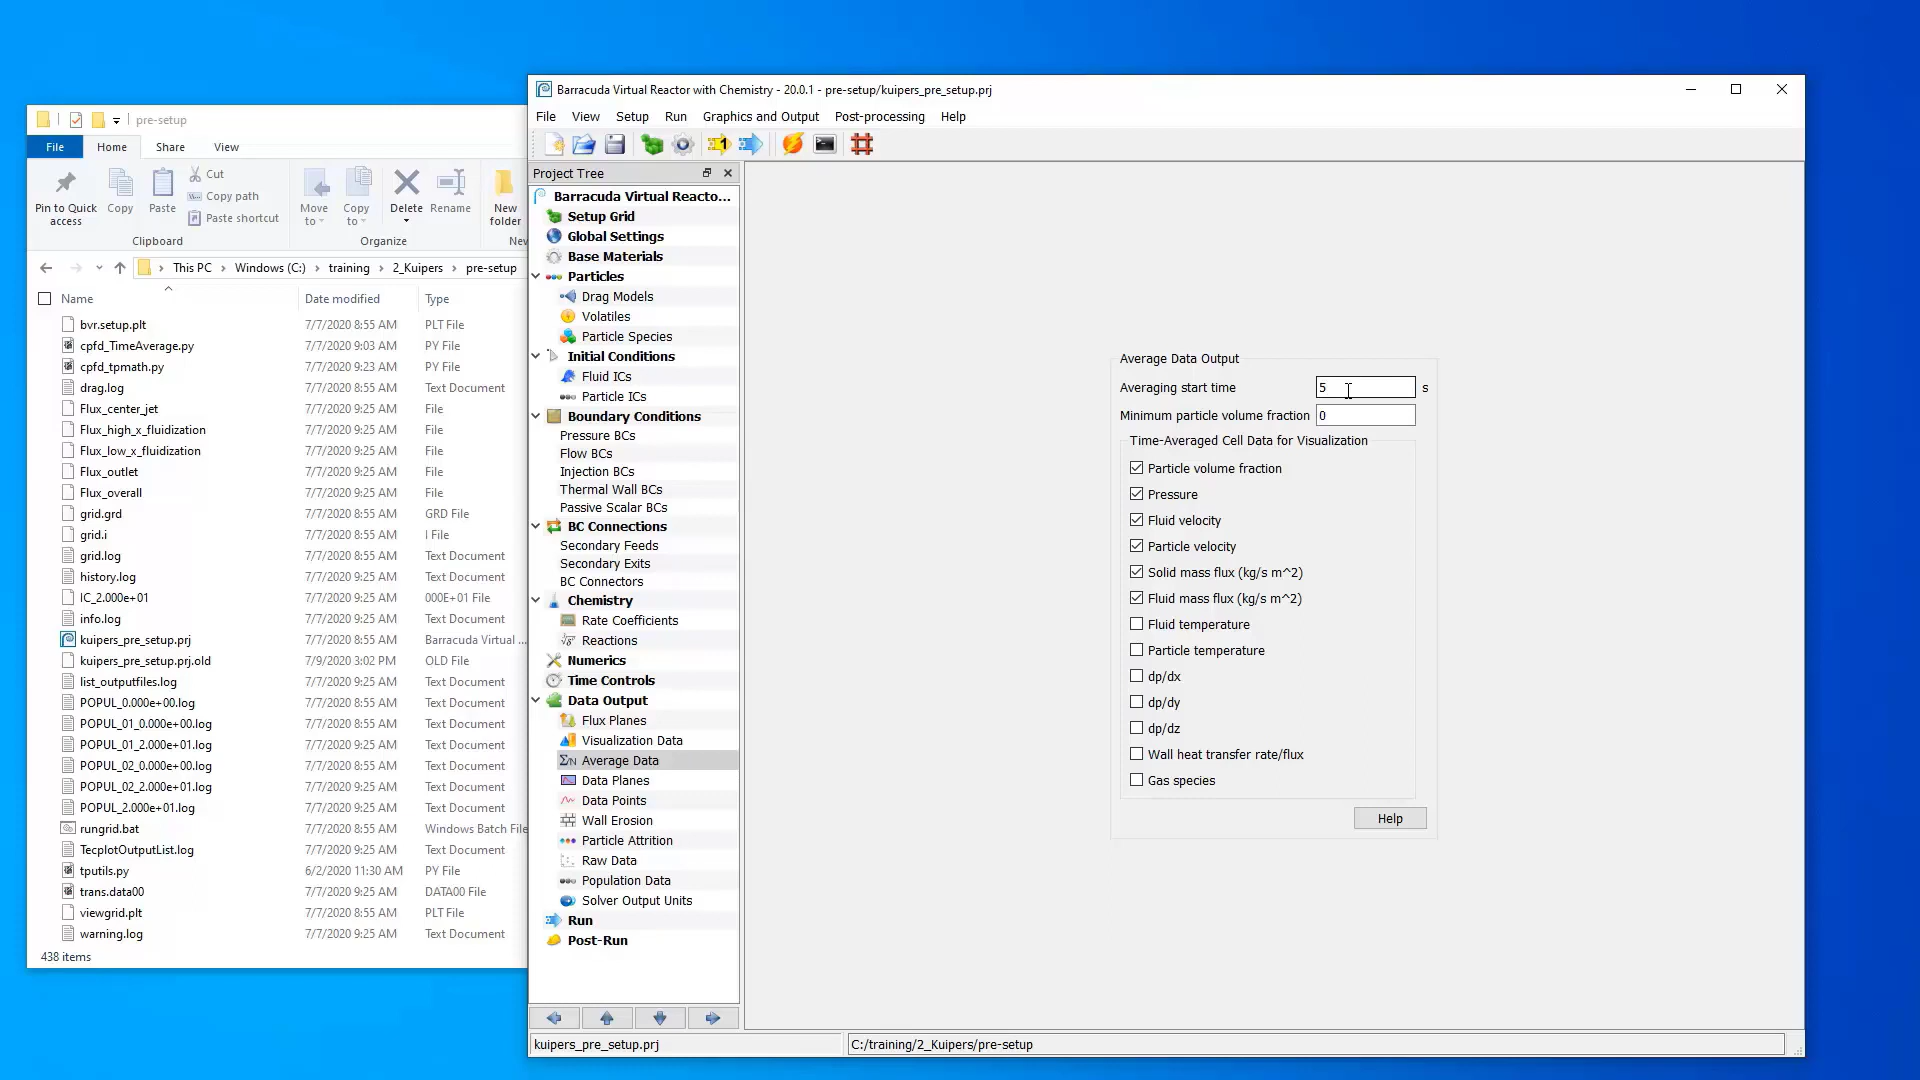 pre-setup
File
Home
Share
View
Pin to Quick access
Copy
Paste
Cut
Copy path
Paste shortcut
Clipboard
Move to
Copy to
Delete
Rename
Organize
New folder
This PC
Windows (C:)
training
2_Kuipers
pre-setup
Name
Date modified
Type
bvr.setup.plt 7/7/2020 8:55 AM PLT File
cpfd_TimeAverage.py 7/7/2020 9:03 AM PY File
cpfd_tpmath.py 7/7/2020 9:23 AM PY File
drag.log 7/7/2020 8:55 AM Text Document
Flux_center_jet 7/7/2020 9:25 AM File
Flux_high_x_fluidization 7/7/2020 9:25 AM File
Flux_low_x_fluidization 7/7/2020 9:25 AM File
Flux_outlet 7/7/2020 9:25 AM File
Flux_overall 7/7/2020 9:25 AM File
grid.grd 7/7/2020 8:55 AM GRD File
grid.i 7/7/2020 8:55 AM I File
grid.log 7/7/2020 8:55 AM Text Document
history.log 7/7/2020 9:25 AM Text Document
IC_2.000e+01 7/7/2020 9:25 AM 000E+01 File
info.log 7/7/2020 9:25 AM Text Document
kuipers_pre_setup.prj 7/7/2020 8:55 AM Barracuda Virtual ...
kuipers_pre_setup.prj.old 7/9/2020 3:02 PM OLD File
list_outputfiles.log 7/7/2020 9:25 AM Text Document
POPUL_0.000e+00.log 7/7/2020 8:55 AM Text Document
POPUL_01_0.000e+00.log 7/7/2020 8:55 AM Text Document
POPUL_01_2.000e+01.log 7/7/2020 9:25 AM Text Document
POPUL_02_0.000e+00.log 7/7/2020 8:55 AM Text Document
POPUL_02_2.000e+01.log 7/7/2020 9:25 AM Text Document
POPUL_2.000e+01.log 7/7/2020 9:25 AM Text Document
rungrid.bat 7/7/2020 8:55 AM Windows Batch File
TecplotOutputList.log 7/7/2020 9:25 AM Text Document
tputils.py 6/2/2020 11:30 AM PY File
trans.data00 7/7/2020 9:25 AM DATA00 File
viewgrid.plt 7/7/2020 8:55 AM PLT File
warning.log 7/7/2020 9:25 AM Text Document
438 items
Barracuda Virtual Reactor with Chemistry - 20.0.1 - pre-setup/kuipers_pre_setup.prj
File View Setup Run Graphics and Output Post-processing Help
Project Tree
Barracuda Virtual Reacto...
Setup Grid
Global Settings
Base Materials
Particles
Drag Models
Volatiles
Particle Species
Initial Conditions
Fluid ICs
Particle ICs
Boundary Conditions
Pressure BCs
Flow BCs
Injection BCs
Thermal Wall BCs
Passive Scalar BCs
BC Connections
Secondary Feeds
Secondary Exits
BC Connectors
Chemistry
Rate Coefficients
Reactions
Numerics
Time Controls
Data Output
Flux Planes
Visualization Data
Average Data
Data Planes
Data Points
Wall Erosion
Particle Attrition
Raw Data
Population Data
Solver Output Units
Run
Post-Run
Average Data Output
Averaging start time 5 s
Minimum particle volume fraction 0
Time-Averaged Cell Data for Visualization
Particle volume fraction
Pressure
Fluid velocity
Particle velocity
Solid mass flux (kg/s m^2)
Fluid mass flux (kg/s m^2)
Fluid temperature
Particle temperature
dp/dx
dp/dy
dp/dz
Wall heat transfer rate/flux
Gas species
Help
kuipers_pre_setup.prj
C:/training/2_Kuipers/pre-setup